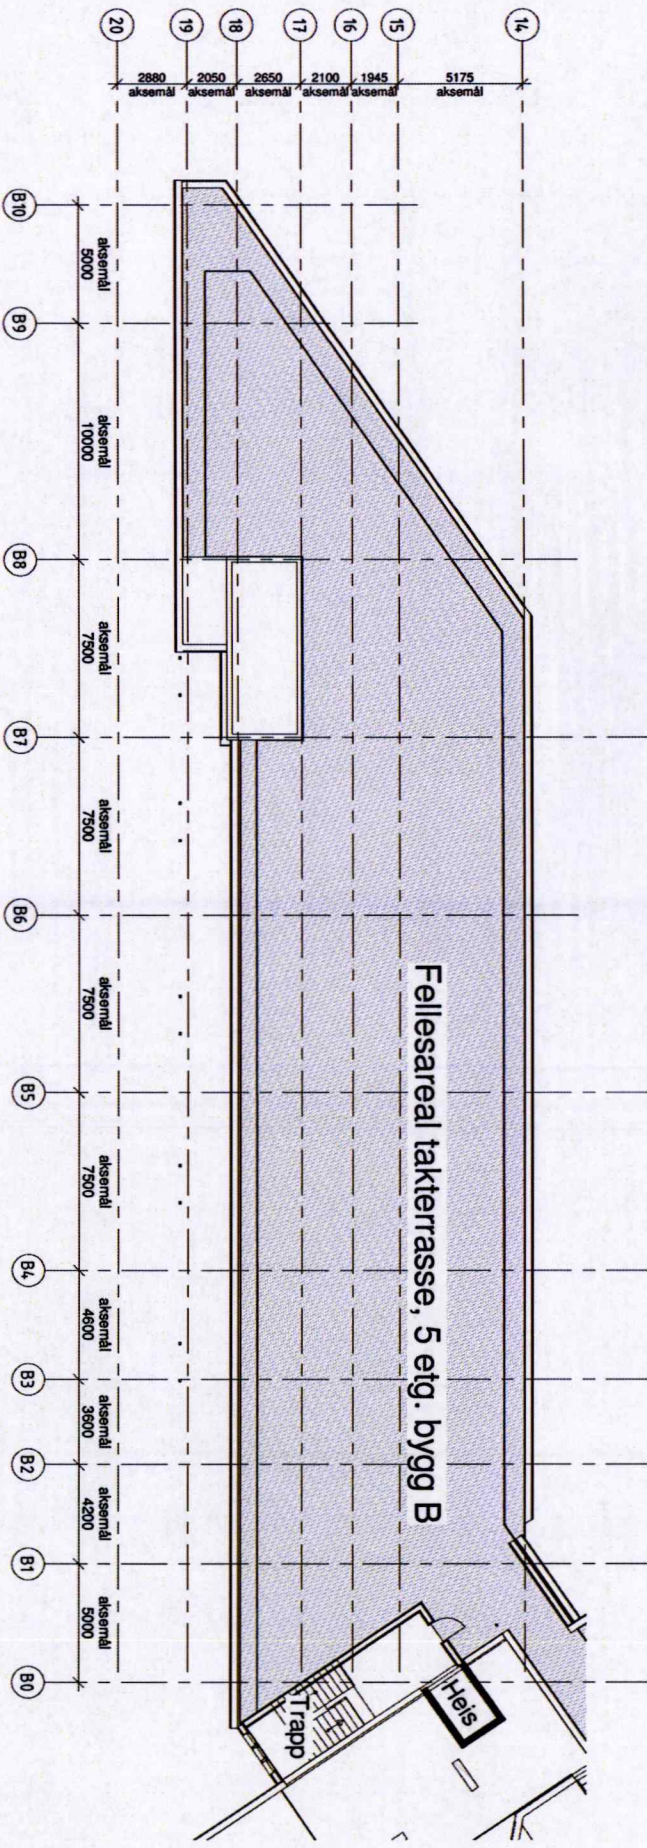 20
19
18
17
16
15
14
2880
aksemål
2050
aksemål
2650
aksemål
2100
aksemål
1945
aksemål
5175
aksemål
B10
aksemål
5000
B9
aksemål
10000
B8
aksemål
7500
B7
aksemål
7500
B6
aksemål
7500
B5
aksemål
7500
B4
aksemål
4600
B3
aksemål
3600
B2
aksemål
4200
B1
aksemål
5000
B0
Fellesareal takterrasse, 5 etg. bygg B
Heis
Trapp